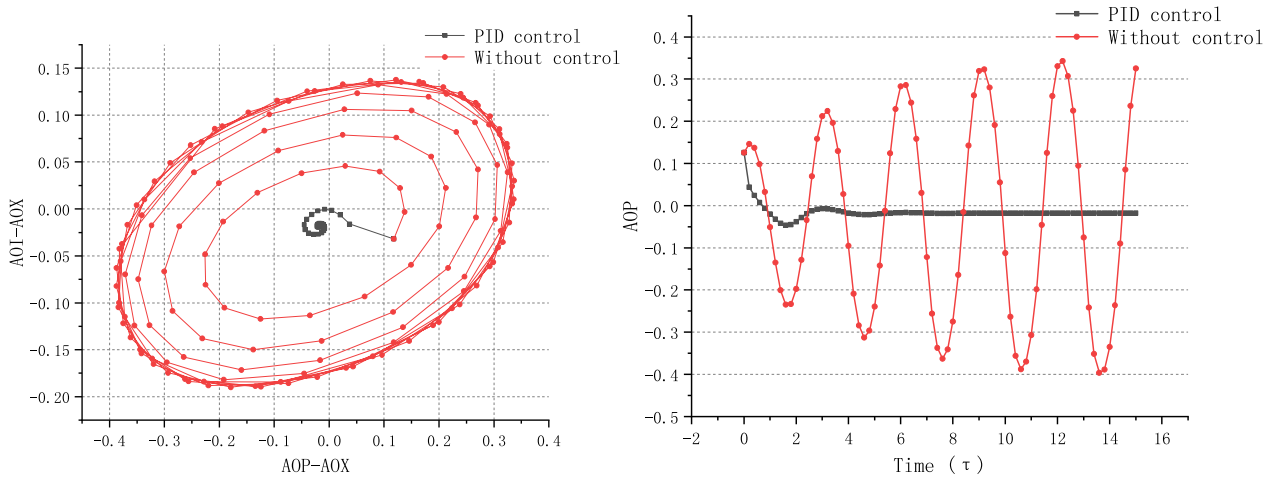 PID control
Without control
0.15
0.10
0.05
0.00
-0.05
-0.10
-0.15
-0.20
AOI-AOX
-0.4 -0.3 -0.2 -0.1 0.0 0.1 0.2 0.3 0.4
AOP-AOX
PID control
Without control
0.4
0.3
0.2
0.1
-0.0
-0.1
-0.2
-0.3
-0.4
-0.5
AOP
-2 0 2 4 6 8 10 12 14 16
Time (τ)